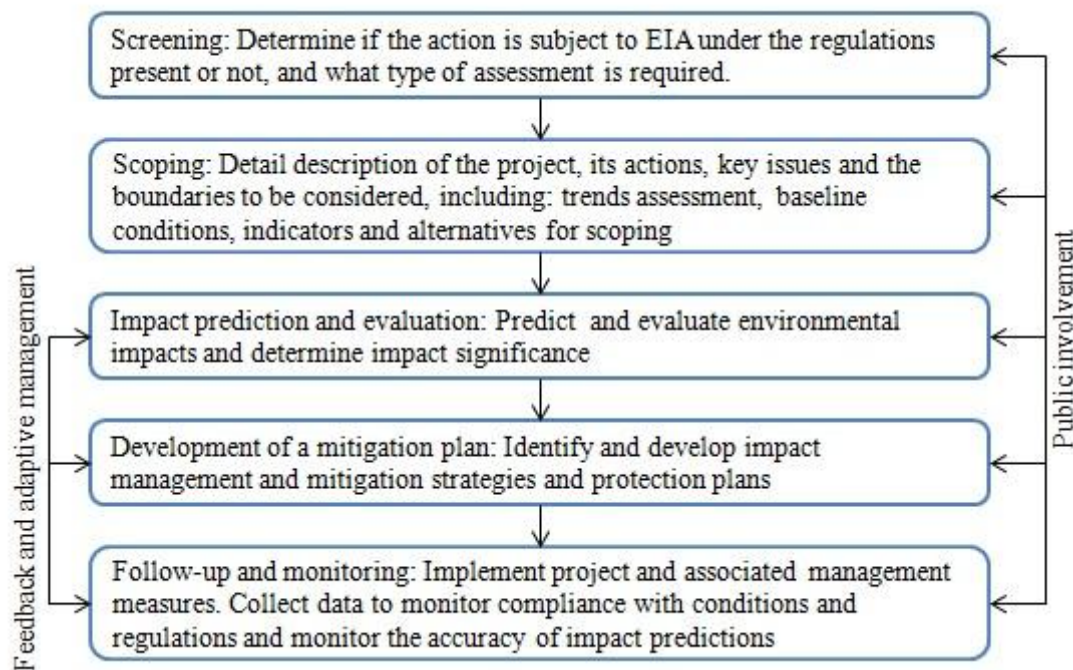 Screening: Determine if the action is subject to EIA under the regulations
present or not, and what type of assessment is required.
Scoping: Detail description of the project, its actions, key issues and the
boundaries to be considered, including: trends assessment, baseline
conditions, indicators and alternatives for scoping
Impact prediction and evaluation: Predict and evaluate environmental
impacts and determine impact significance
Development of a mitigation plan: Identify and develop impact
management and mitigation strategies and protection plans
Follow-up and monitoring: Implement project and associated management
measures. Collect data to monitor compliance with conditions and
regulations and monitor the accuracy of impact predictions
Feedback and adaptive management
Public involvement